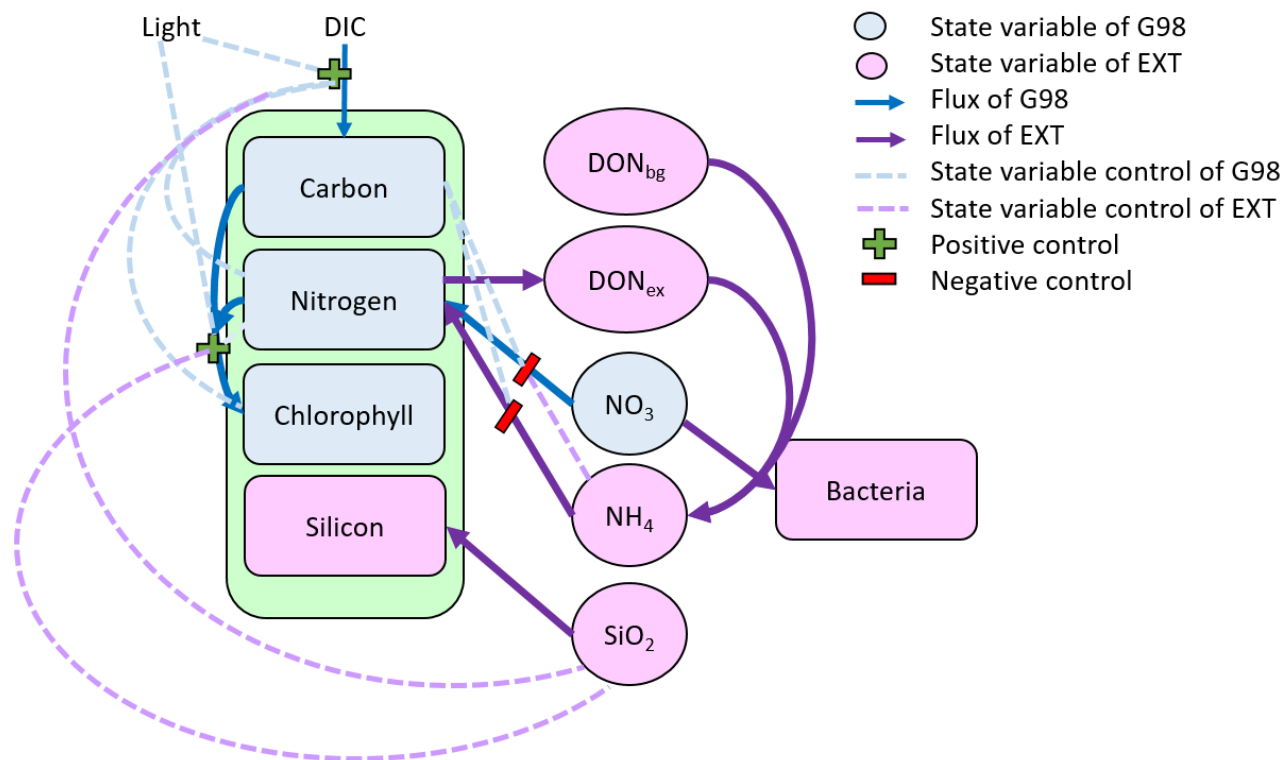 Light
DIC
Carbon
Nitrogen
Chlorophyll
Silicon
DONbg
DONex
NO3
NH4
SiO2
Bacteria
State variable of G98
State variable of EXT
Flux of G98
Flux of EXT
State variable control of G98
State variable control of EXT
Positive control
Negative control